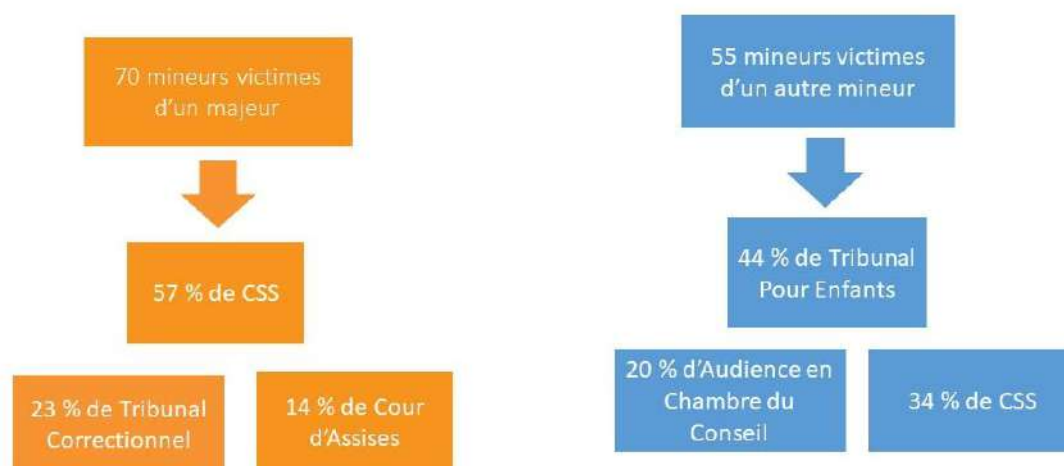 70 mineurs victimes
d'un majeur
57 % de CSS
23 % de Tribunal
Correctionnel
14 % de Cour
d'Assises
55 mineurs victimes
d'un autre mineur
44 % de Tribunal
Pour Enfants
20 % d'Audience en
Chambre du
Conseil
34 % de CSS